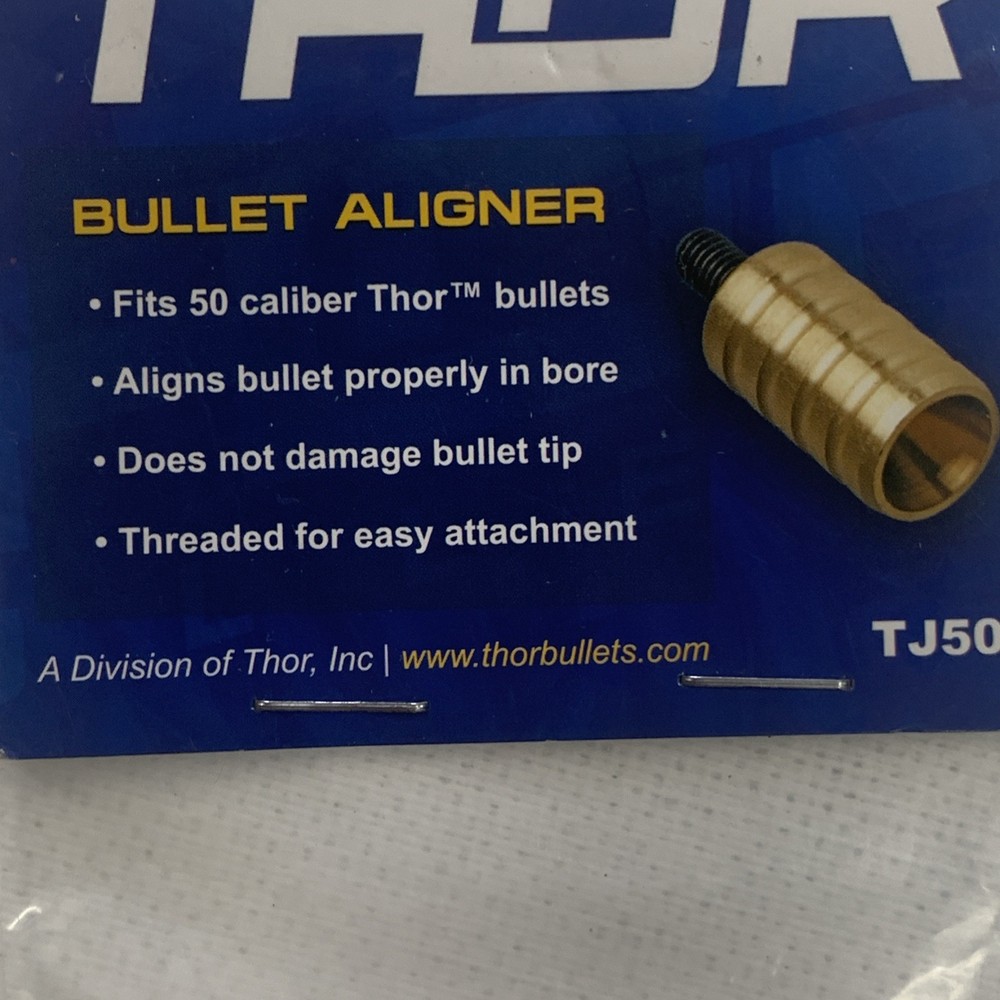 THOR
BULLET ALIGNER
• Fits 50 caliber Thor™ bullets
• Aligns bullet properly in bore
• Does not damage bullet tip
• Threaded for easy attachment
A Division of Thor, Inc | www.thorbullets.com
TJ50